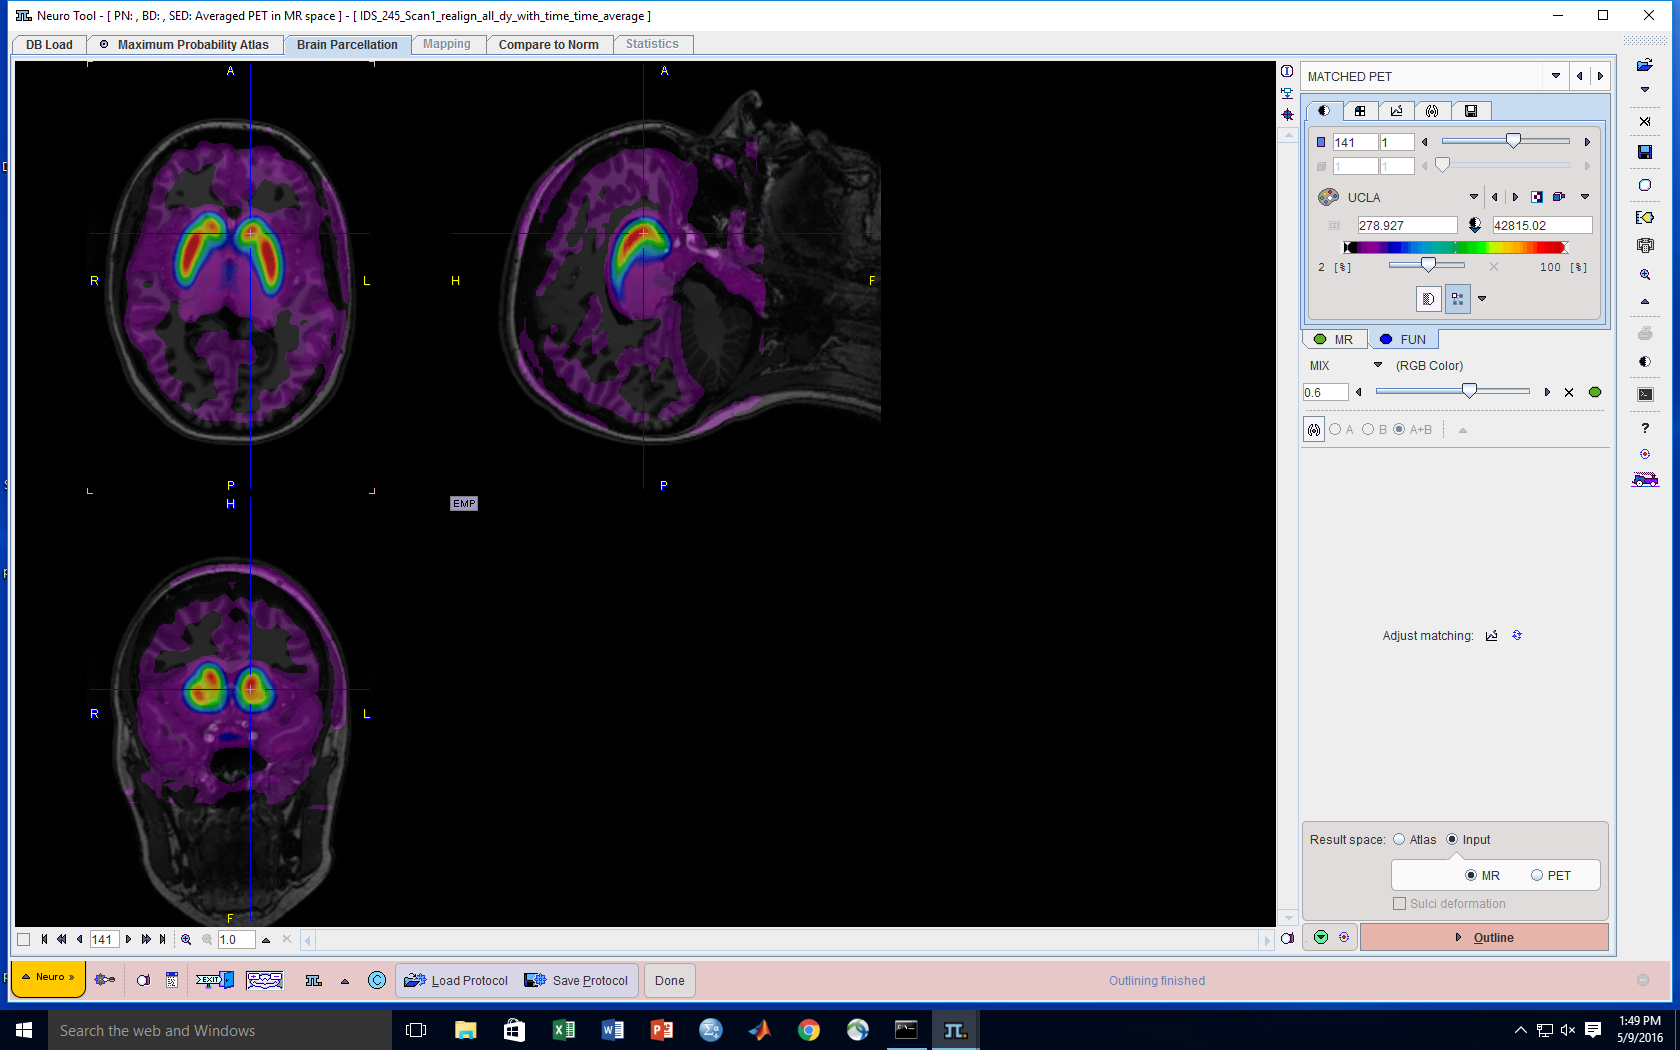 Neuro Tool - [ PN: , BD: , SED: Averaged PET in MR space ] - [ IDS_245_Scan1_realign_all_dy_with_time_time_average ]
DB Load Maximum Probability Atlas Brain Parcellation Mapping Compare to Norm Statistics
A A
MATCHED PET
141 1
1 1
UCLA
278.927 42815.02
2 [%] 100 [%]
R L H F
MR FUN
MIX (RGB Color)
0.6
A B A+B
P P
H EMP
Adjust matching:
R L
Result space: Atlas Input
MR PET
Sulci deformation
F
141 1.0 Outline
Neuro » EXIT C Load Protocol Save Protocol Done Outlining finished
Search the web and Windows
1:49 PM
5/9/2016